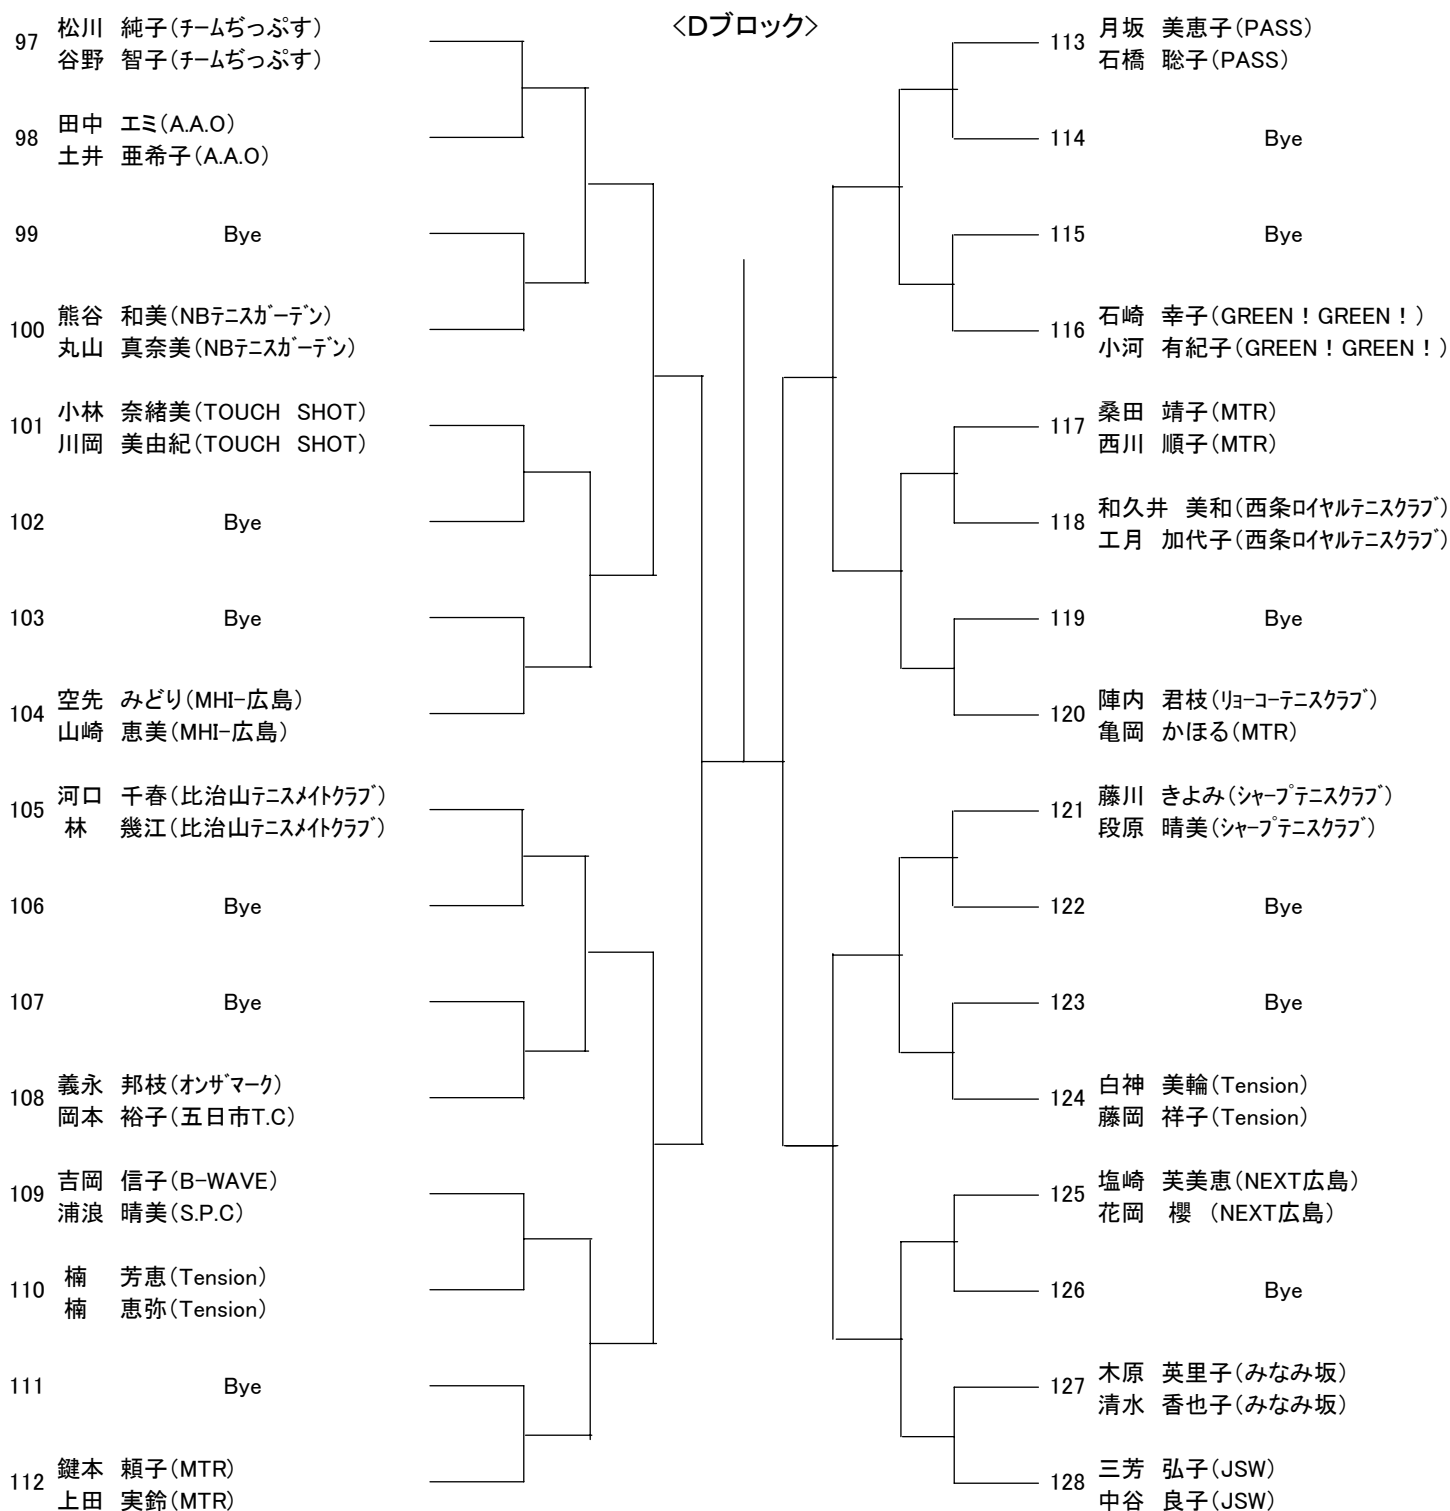 <Dブロック>
97
松川 純子(チームぢっぷす)
谷野 智子(チームぢっぷす)
98
田中 エミ(A.A.O)
土井 亜希子(A.A.O)
99 Bye
100
熊谷 和美(NBテニスガーデン)
丸山 真奈美(NBテニスガーデン)
101
小林 奈緒美(TOUCH SHOT)
川岡 美由紀(TOUCH SHOT)
102 Bye
103 Bye
104
空先 みどり(MHI-広島)
山崎 恵美(MHI-広島)
105
河口 千春(比治山テニスメイトクラブ)
林 幾江(比治山テニスメイトクラブ)
106 Bye
107 Bye
108
義永 邦枝(オンザマーク)
岡本 裕子(五日市T.C)
109
吉岡 信子(B-WAVE)
浦浪 晴美(S.P.C)
110
楠 芳恵(Tension)
楠 恵弥(Tension)
111 Bye
112
鍵本 頼子(MTR)
上田 実鈴(MTR)
113
月坂 美恵子(PASS)
石橋 聡子(PASS)
114 Bye
115 Bye
116
石崎 幸子(GREEN!GREEN!)
小河 有紀子(GREEN!GREEN!)
117
桑田 靖子(MTR)
西川 順子(MTR)
118
和久井 美和(西条ロイヤルテニスクラブ)
工月 加代子(西条ロイヤルテニスクラブ)
119 Bye
120
陣内 君枝(リョーコーテニスクラブ)
亀岡 かほる(MTR)
121
藤川 きよみ(シャープテニスクラブ)
段原 晴美(シャープテニスクラブ)
122 Bye
123 Bye
124
白神 美輪(Tension)
藤岡 祥子(Tension)
125
塩崎 芙美恵(NEXT広島)
花岡 櫻 (NEXT広島)
126 Bye
127
木原 英里子(みなみ坂)
清水 香也子(みなみ坂)
128
三芳 弘子(JSW)
中谷 良子(JSW)